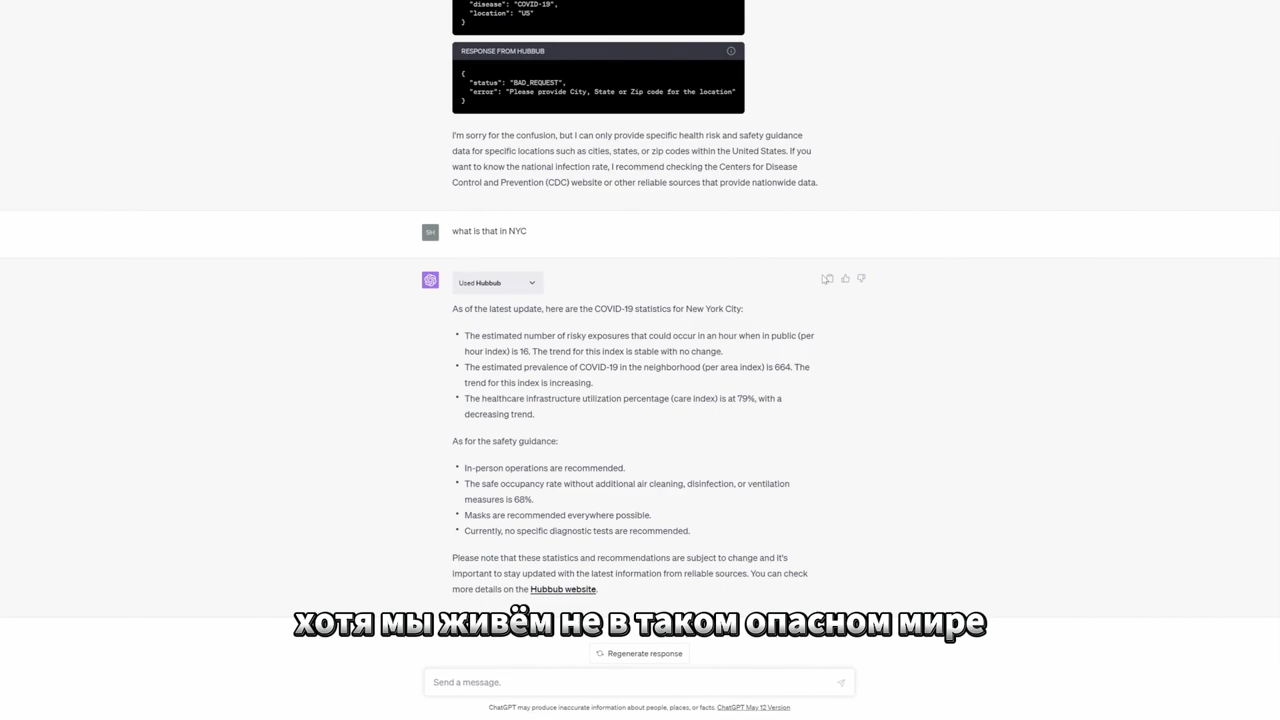 "disease": "COVID-19",
"location": "US"
}
RESPONSE FROM HUBBUB
{
"status": "BAD_REQUEST",
"error": "Please provide City, State or Zip code for the location"
}
I'm sorry for the confusion, but I can only provide specific health risk and safety guidance
data for specific locations such as cities, states, or zip codes within the United States. If you
want to know the national infection rate, I recommend checking the Centers for Disease
Control and Prevention (CDC) website or other reliable sources that provide nationwide data.
SH
what is that in NYC
Used Hubbub
As of the latest update, here are the COVID-19 statistics for New York City:
• The estimated number of risky exposures that could occur in an hour when in public (per
hour index) is 16. The trend for this index is stable with no change.
• The estimated prevalence of COVID-19 in the neighborhood (per area index) is 664. The
trend for this index is increasing.
• The healthcare infrastructure utilization percentage (care index) is at 79%, with a
decreasing trend.
As for the safety guidance:
• In-person operations are recommended.
• The safe occupancy rate without additional air cleaning, disinfection, or ventilation
measures is 68%.
• Masks are recommended everywhere possible.
• Currently, no specific diagnostic tests are recommended.
Please note that these statistics and recommendations are subject to change and it's
important to stay updated with the latest information from reliable sources. You can check
more details on the Hubbub website.
хотя мы живём не в таком опасном мире
Regenerate response
Send a message.
ChatGPT may produce inaccurate information about people, places, or facts. ChatGPT May 12 Version